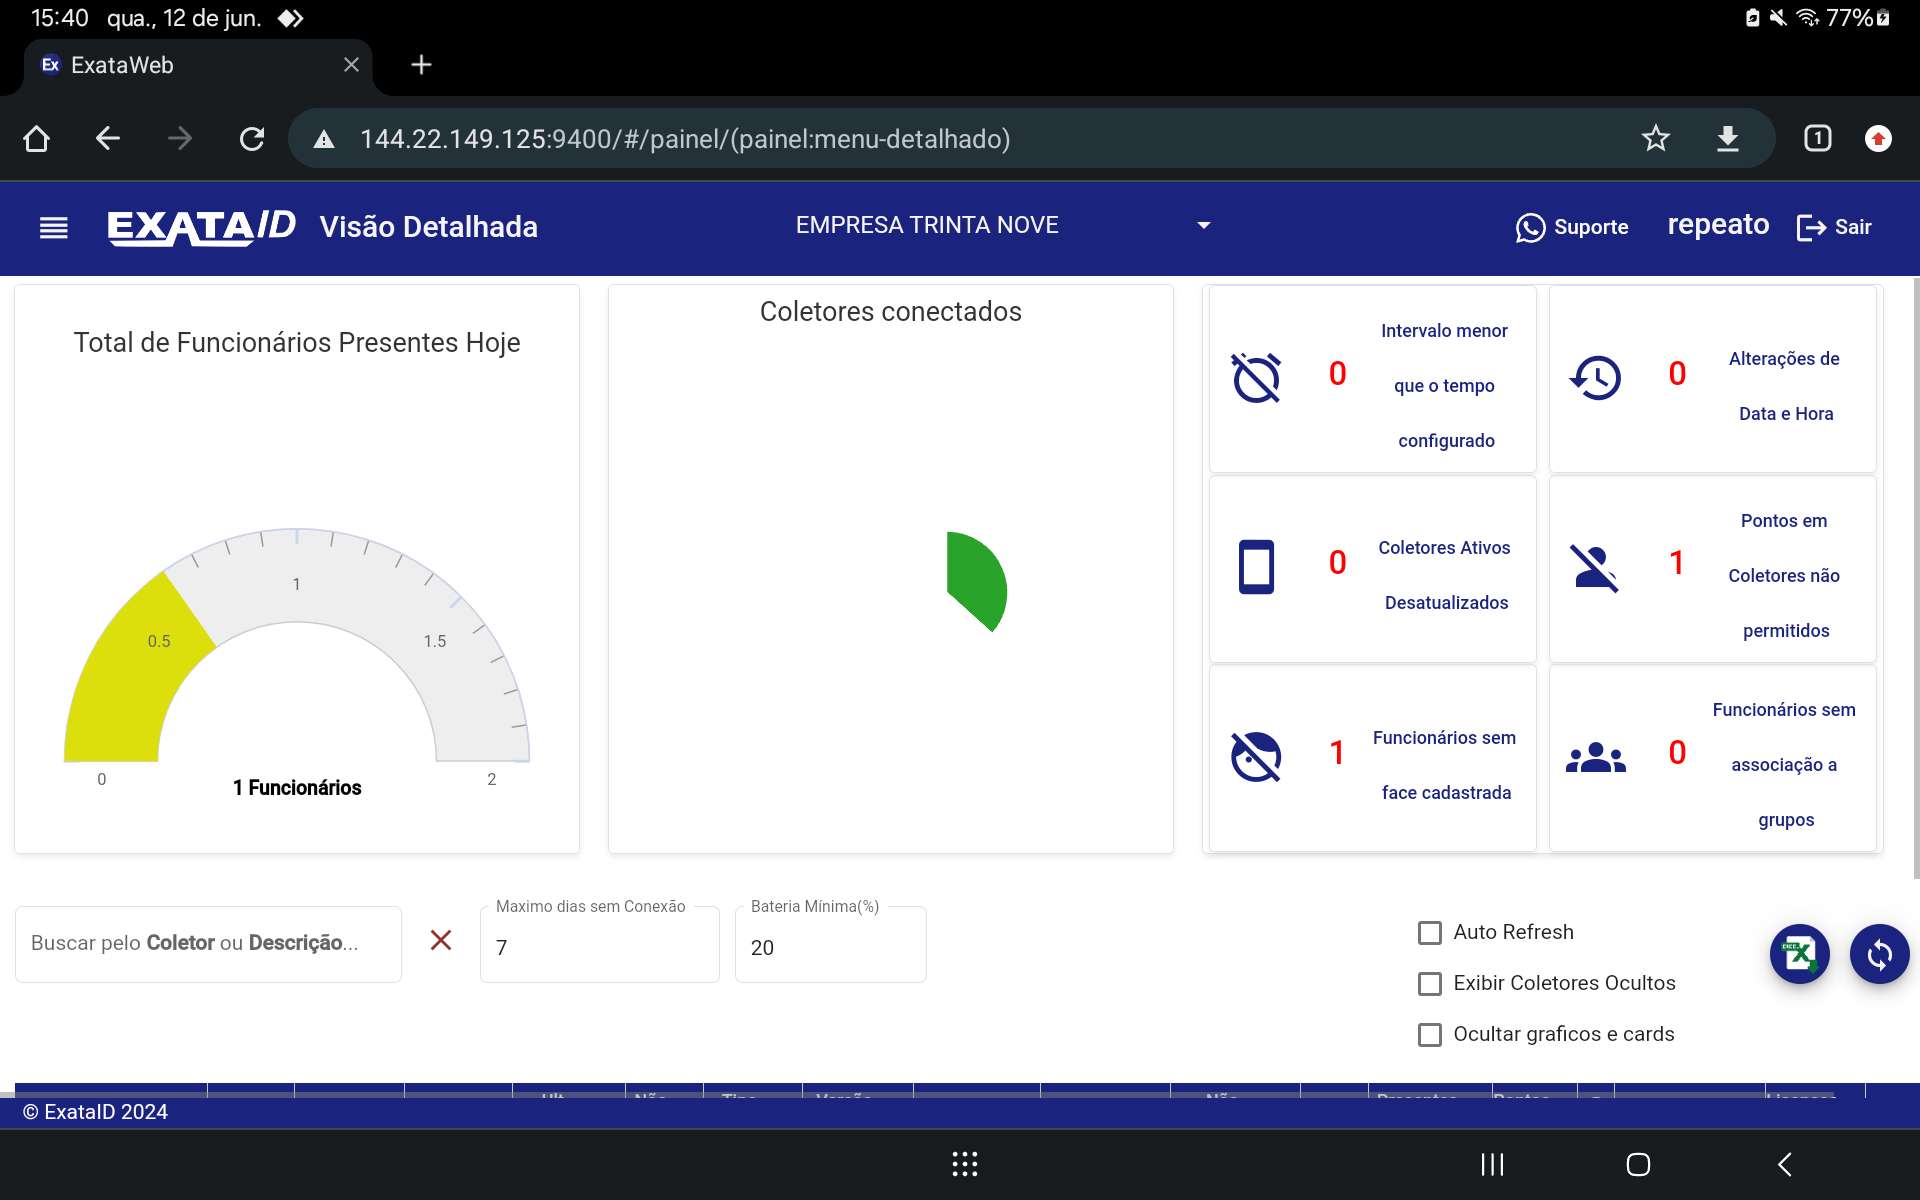 15:40 qua., 12 de jun.
77%
Ex ExataWeb
144.22.149.125:9400/#/painel/(painel:menu-detalhado)
1
EXATAID Visão Detalhada
EMPRESA TRINTA NOVE
Suporte
repeato
Sair
Total de Funcionários Presentes Hoje
0
0.5
1
1.5
2
1 Funcionários
Coletores conectados
0
Intervalo menor
que o tempo
configurado
0
Alterações de
Data e Hora
0
Coletores Ativos
Desatualizados
1
Pontos em
Coletores não
permitidos
1
Funcionários sem
face cadastrada
0
Funcionários sem
associação a
grupos
Buscar pelo Coletor ou Descrição...
Maximo dias sem Conexão
7
Bateria Mínima(%)
20
Auto Refresh
Exibir Coletores Ocultos
Ocultar graficos e cards
© ExataID 2024